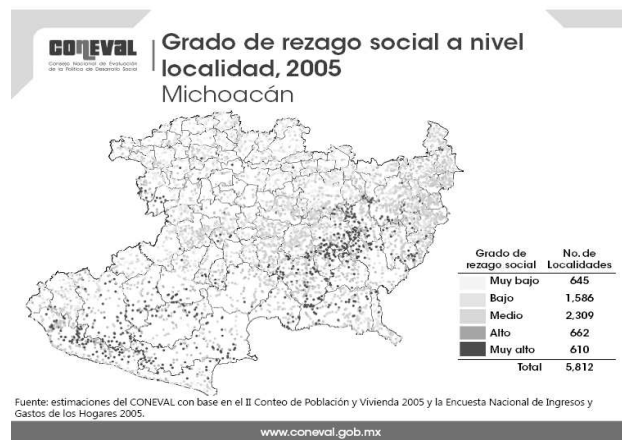 CONEVAL
Consejo Nacional de Evaluación
de la Política de Desarrollo Social
Grado de rezago social a nivel
localidad, 2005
Michoacán
Grado de rezago social No. de Localidades
Muy bajo 645
Bajo 1,586
Medio 2,309
Alto 662
Muy alto 610
Total 5,812
Fuente: estimaciones del CONEVAL con base en el II Conteo de Población y Vivienda 2005 y la Encuesta Nacional de Ingresos y
Gastos de los Hogares 2005.
www.coneval.gob.mx